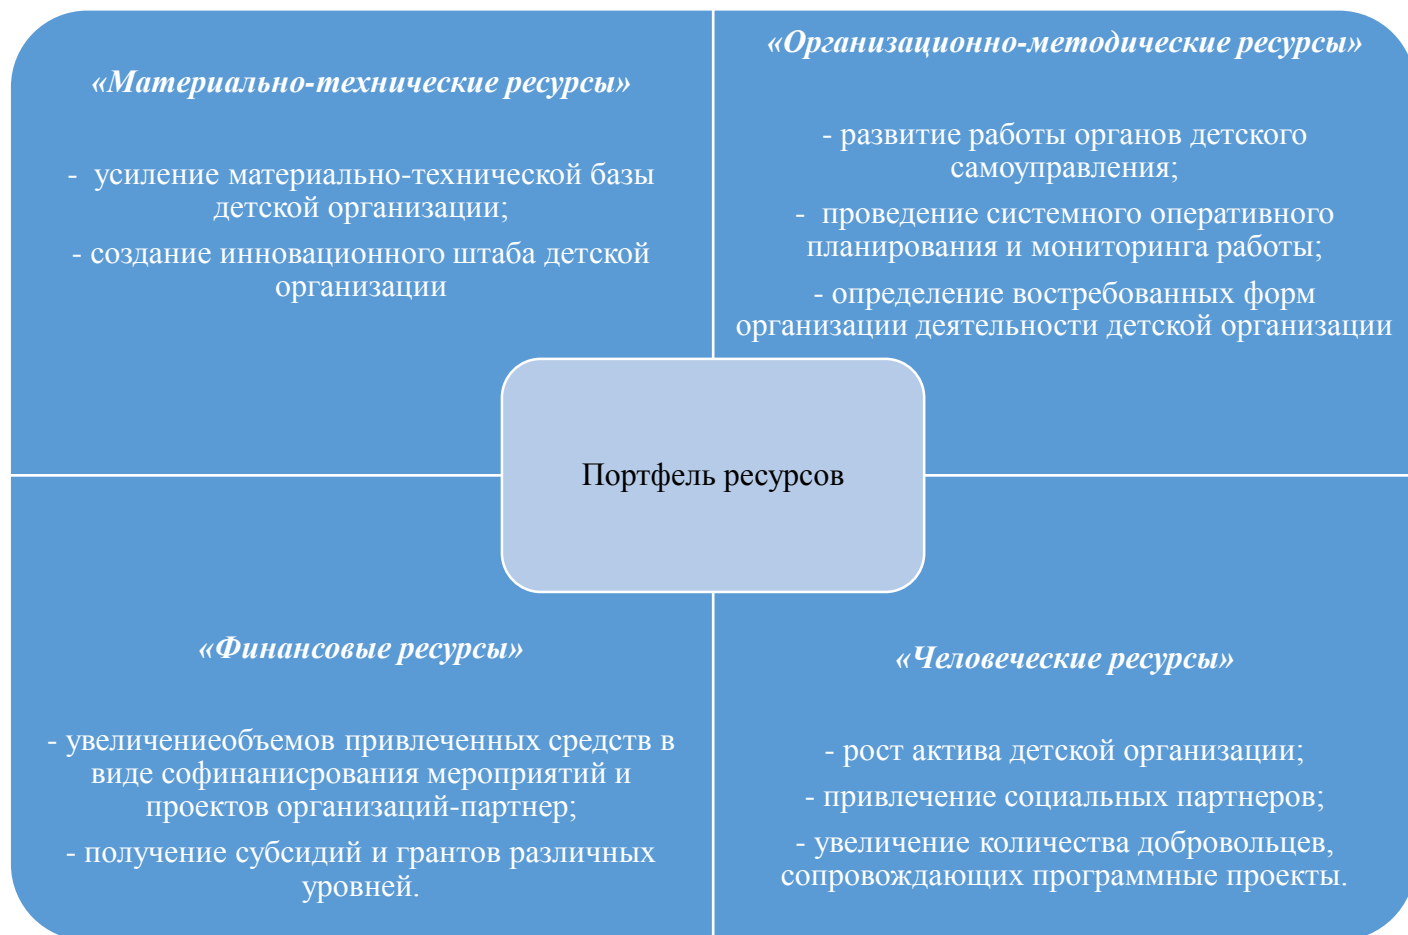 «Материально-технические ресурсы»
-  усиление материально-технической базы
детской организации;
- создание инновационного штаба детской
организации
«Организационно-методические ресурсы»
- развитие работы органов детского
самоуправления;
-  проведение системного оперативного
планирования и мониторинга работы;
- определение востребованных форм
организации деятельности детской организации
Портфель ресурсов
«Финансовые ресурсы»
- увеличениеобъемов привлеченных средств в
виде софинанисрования мероприятий и
проектов организаций-партнер;
- получение субсидий и грантов различных
уровней.
«Человеческие ресурсы»
- рост актива детской организации;
- привлечение социальных партнеров;
- увеличение количества добровольцев,
сопровождающих программные проекты.